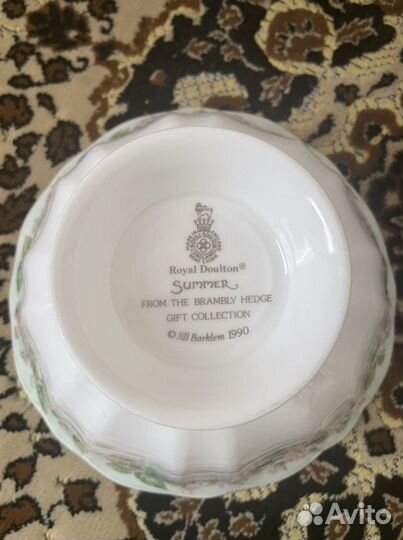 Royal Doulton®
SUMMER
FROM THE BRAMBLY HEDGE
GIFT COLLECTION
© Jill Barklem 1990
Avito